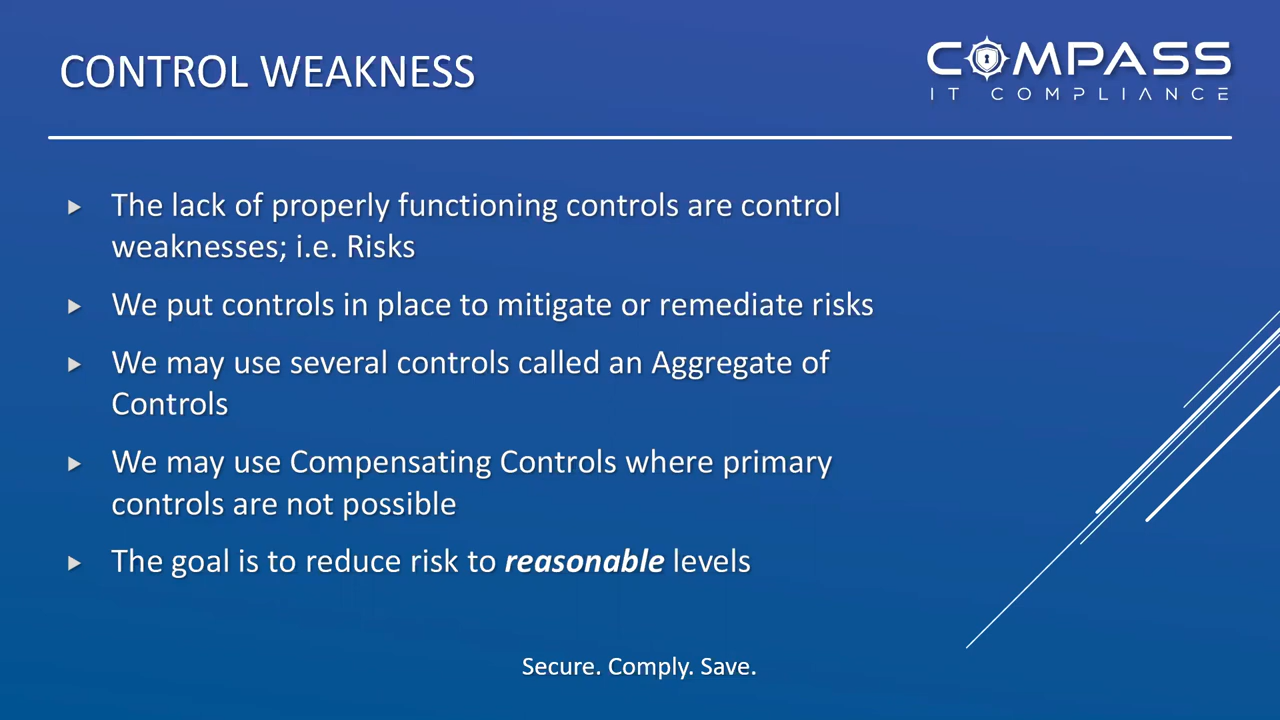 CONTROL WEAKNESS
COMPASS
IT COMPLIANCE
The lack of properly functioning controls are control
weaknesses; i.e. Risks
We put controls in place to mitigate or remediate risks
We may use several controls called an Aggregate of
Controls
We may use Compensating Controls where primary
controls are not possible
The goal is to reduce risk to reasonable levels
Secure. Comply. Save.